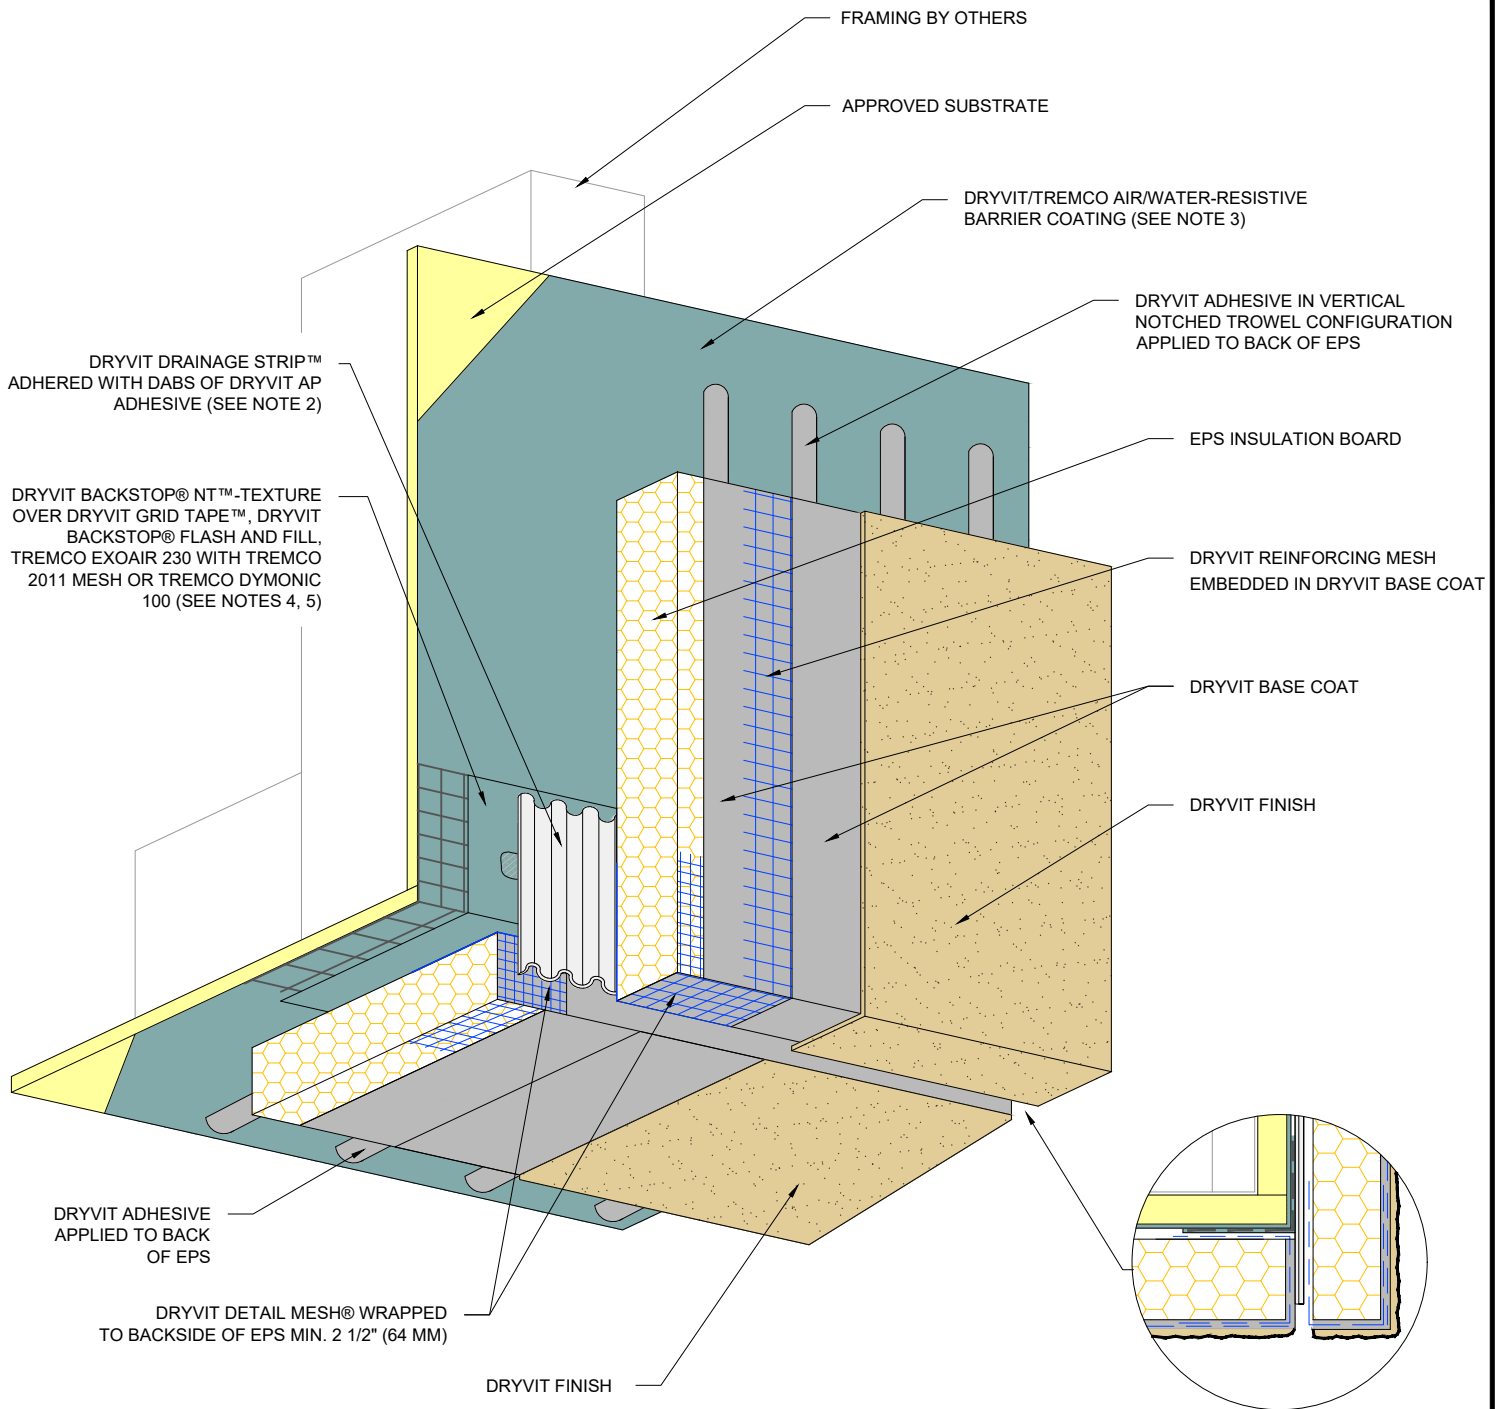 FRAMING BY OTHERS
APPROVED SUBSTRATE
DRYVIT/TREMCO AIR/WATER-RESISTIVE
BARRIER COATING (SEE NOTE 3)
DRYVIT ADHESIVE IN VERTICAL
NOTCHED TROWEL CONFIGURATION
APPLIED TO BACK OF EPS
DRYVIT DRAINAGE STRIP™
ADHERED WITH DABS OF DRYVIT AP
ADHESIVE (SEE NOTE 2)
EPS INSULATION BOARD
DRYVIT BACKSTOP® NT™-TEXTURE
OVER DRYVIT GRID TAPE™, DRYVIT
BACKSTOP® FLASH AND FILL,
TREMCO EXOAIR 230 WITH TREMCO
2011 MESH OR TREMCO DYMONIC
100 (SEE NOTES 4, 5)
DRYVIT REINFORCING MESH
EMBEDDED IN DRYVIT BASE COAT
DRYVIT BASE COAT
DRYVIT FINISH
DRYVIT ADHESIVE
APPLIED TO BACK
OF EPS
DRYVIT DETAIL MESH® WRAPPED
TO BACKSIDE OF EPS MIN. 2 1/2" (64 MM)
DRYVIT FINISH